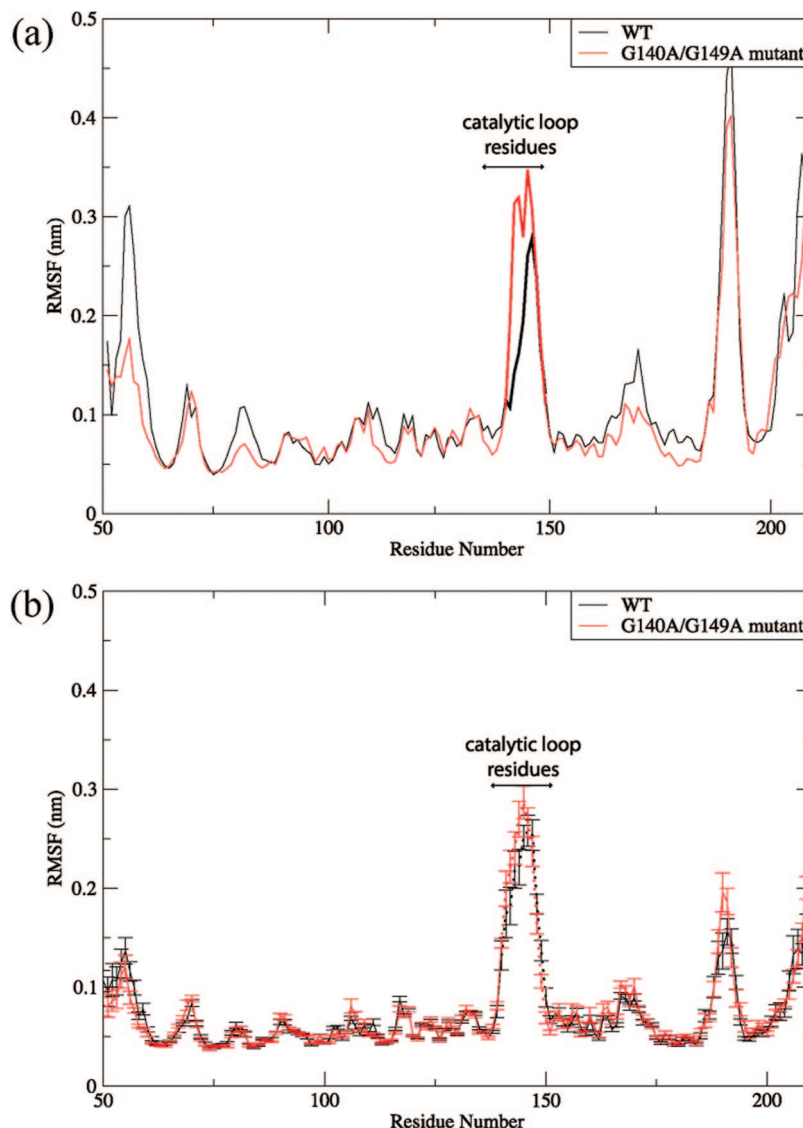 (a)
0.5
WT
G140A/G149A mutant
0.4
catalytic loop
residues
0.3
RMSF (nm)
0.2
0.1
0
50
100
150
200
Residue Number
(b)
0.5
WT
G140A/G149A mutant
0.4
catalytic loop
residues
0.3
RMSF (nm)
0.2
0.1
0
50
100
150
200
Residue Number